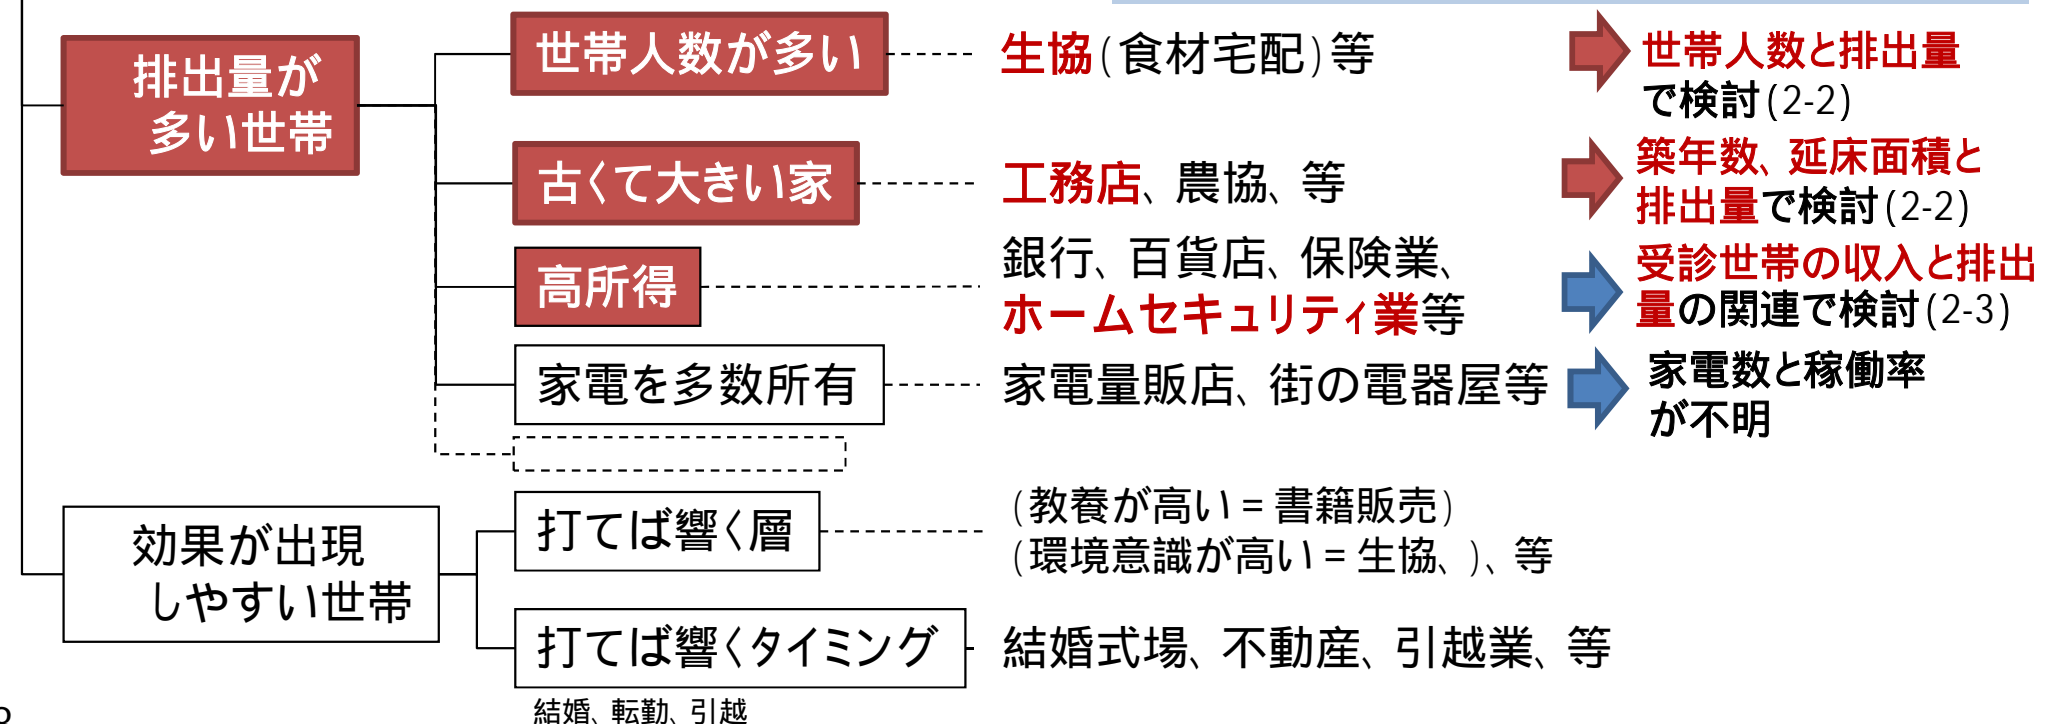 排出量が
多い世帯
世帯人数が多い
生協(食材宅配)等
世帯人数と排出量
で検討(2-2)
古くて大きい家
工務店、農協、等
築年数、延床面積と
排出量で検討(2-2)
高所得
銀行、百貨店、保険業、
ホームセキュリティ業等
受診世帯の収入と排出
量の関連で検討(2-3)
家電を多数所有
家電量販店、街の電器屋等
家電数と稼働率
が不明
効果が出現
しやすい世帯
打てば響く層
(教養が高い=書籍販売)
(環境意識が高い=生協、)、等
打てば響くタイミング
結婚式場、不動産、引越業、等
結婚、転勤、引越